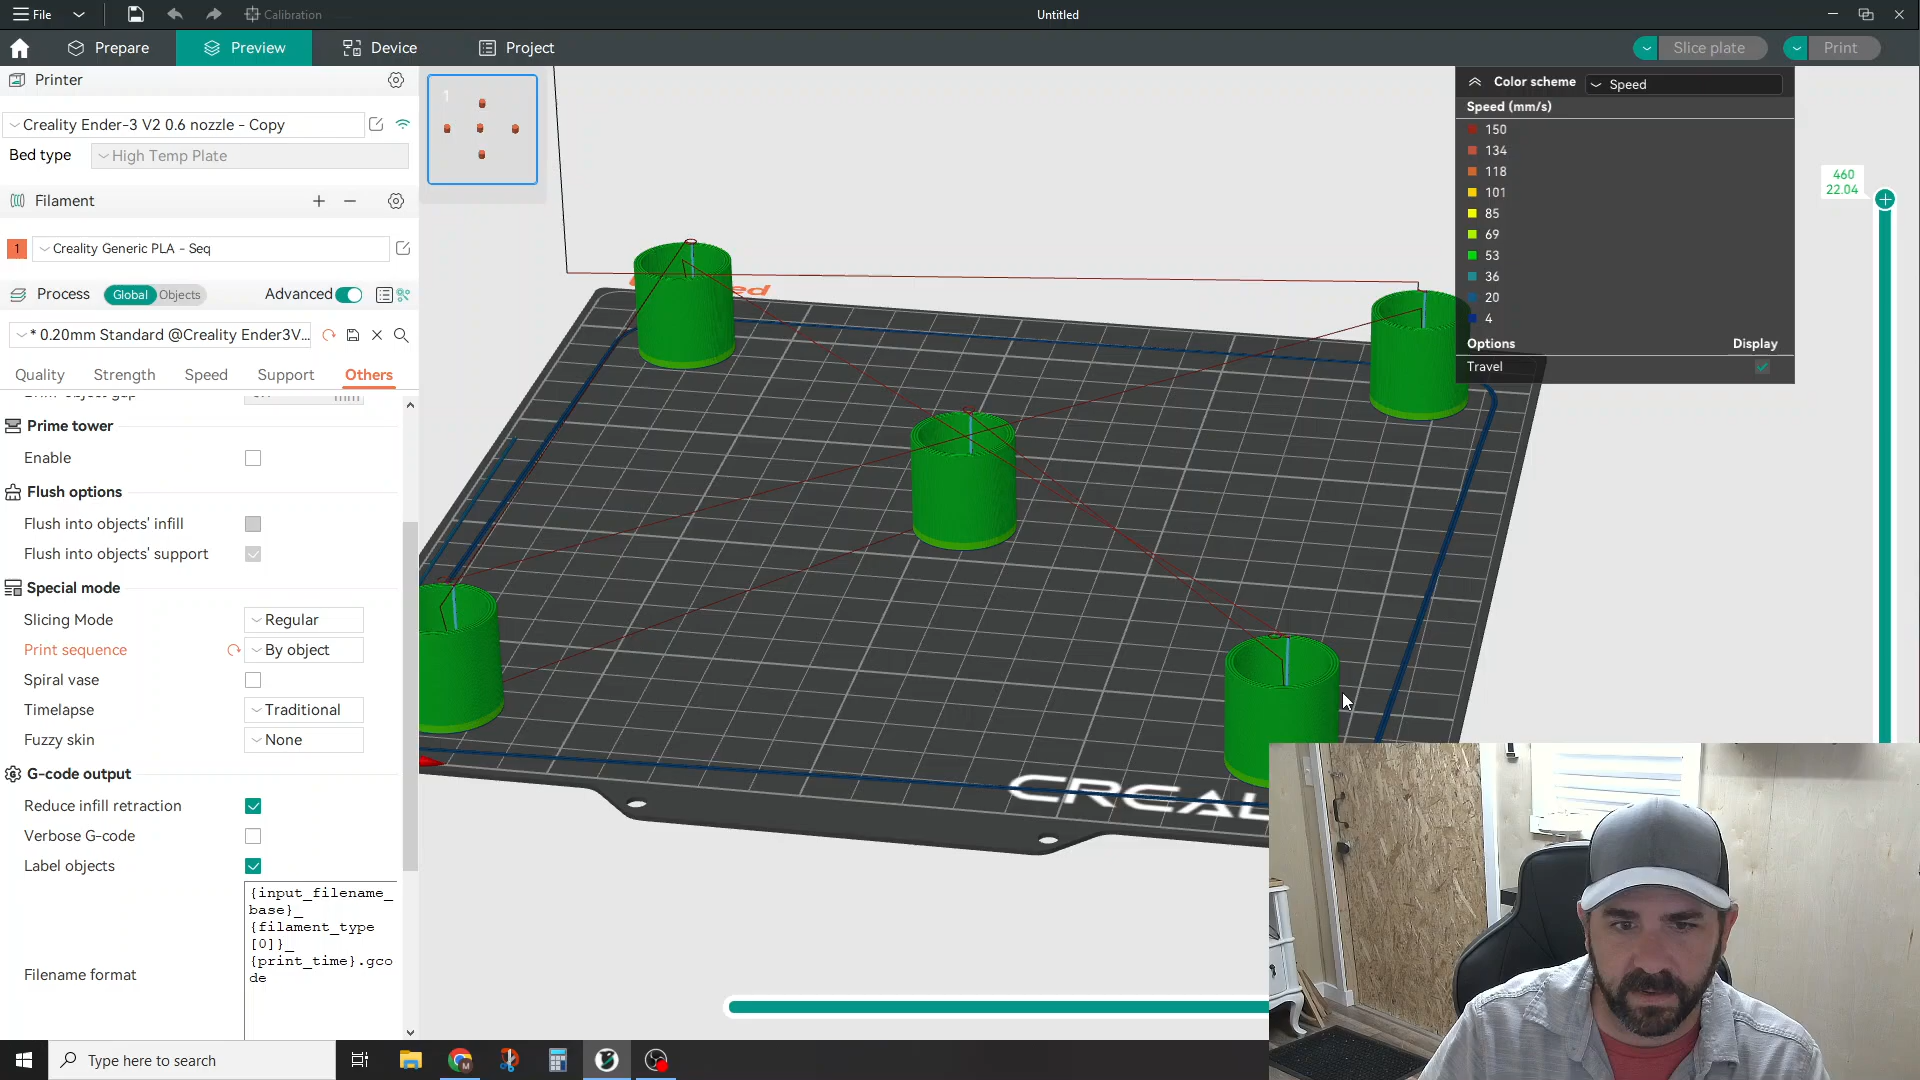 File
Calibration
Untitled
Prepare
Preview
Device
Project
Slice plate
Print
Printer
Creality Ender-3 V2 0.6 nozzle - Copy
Bed type
High Temp Plate
Filament
1
Creality Generic PLA - Seq
Process
Global
Objects
Advanced
* 0.20mm Standard @Creality Ender3V...
Quality
Strength
Speed
Support
Others
mm
Prime tower
Enable
Flush options
Flush into objects' infill
Flush into objects' support
Special mode
Slicing Mode
Regular
Print sequence
By object
Spiral vase
Timelapse
Traditional
Fuzzy skin
None
G-code output
Reduce infill retraction
Verbose G-code
Label objects
Filename format
{input_filename_
base}_
{filament_type
[0]}_
{print_time}.gco
de
1
Color scheme
Speed
Speed (mm/s)
150
134
118
101
85
69
53
36
20
4
Options
Display
Travel
460
22.04
CREAL
Type here to search